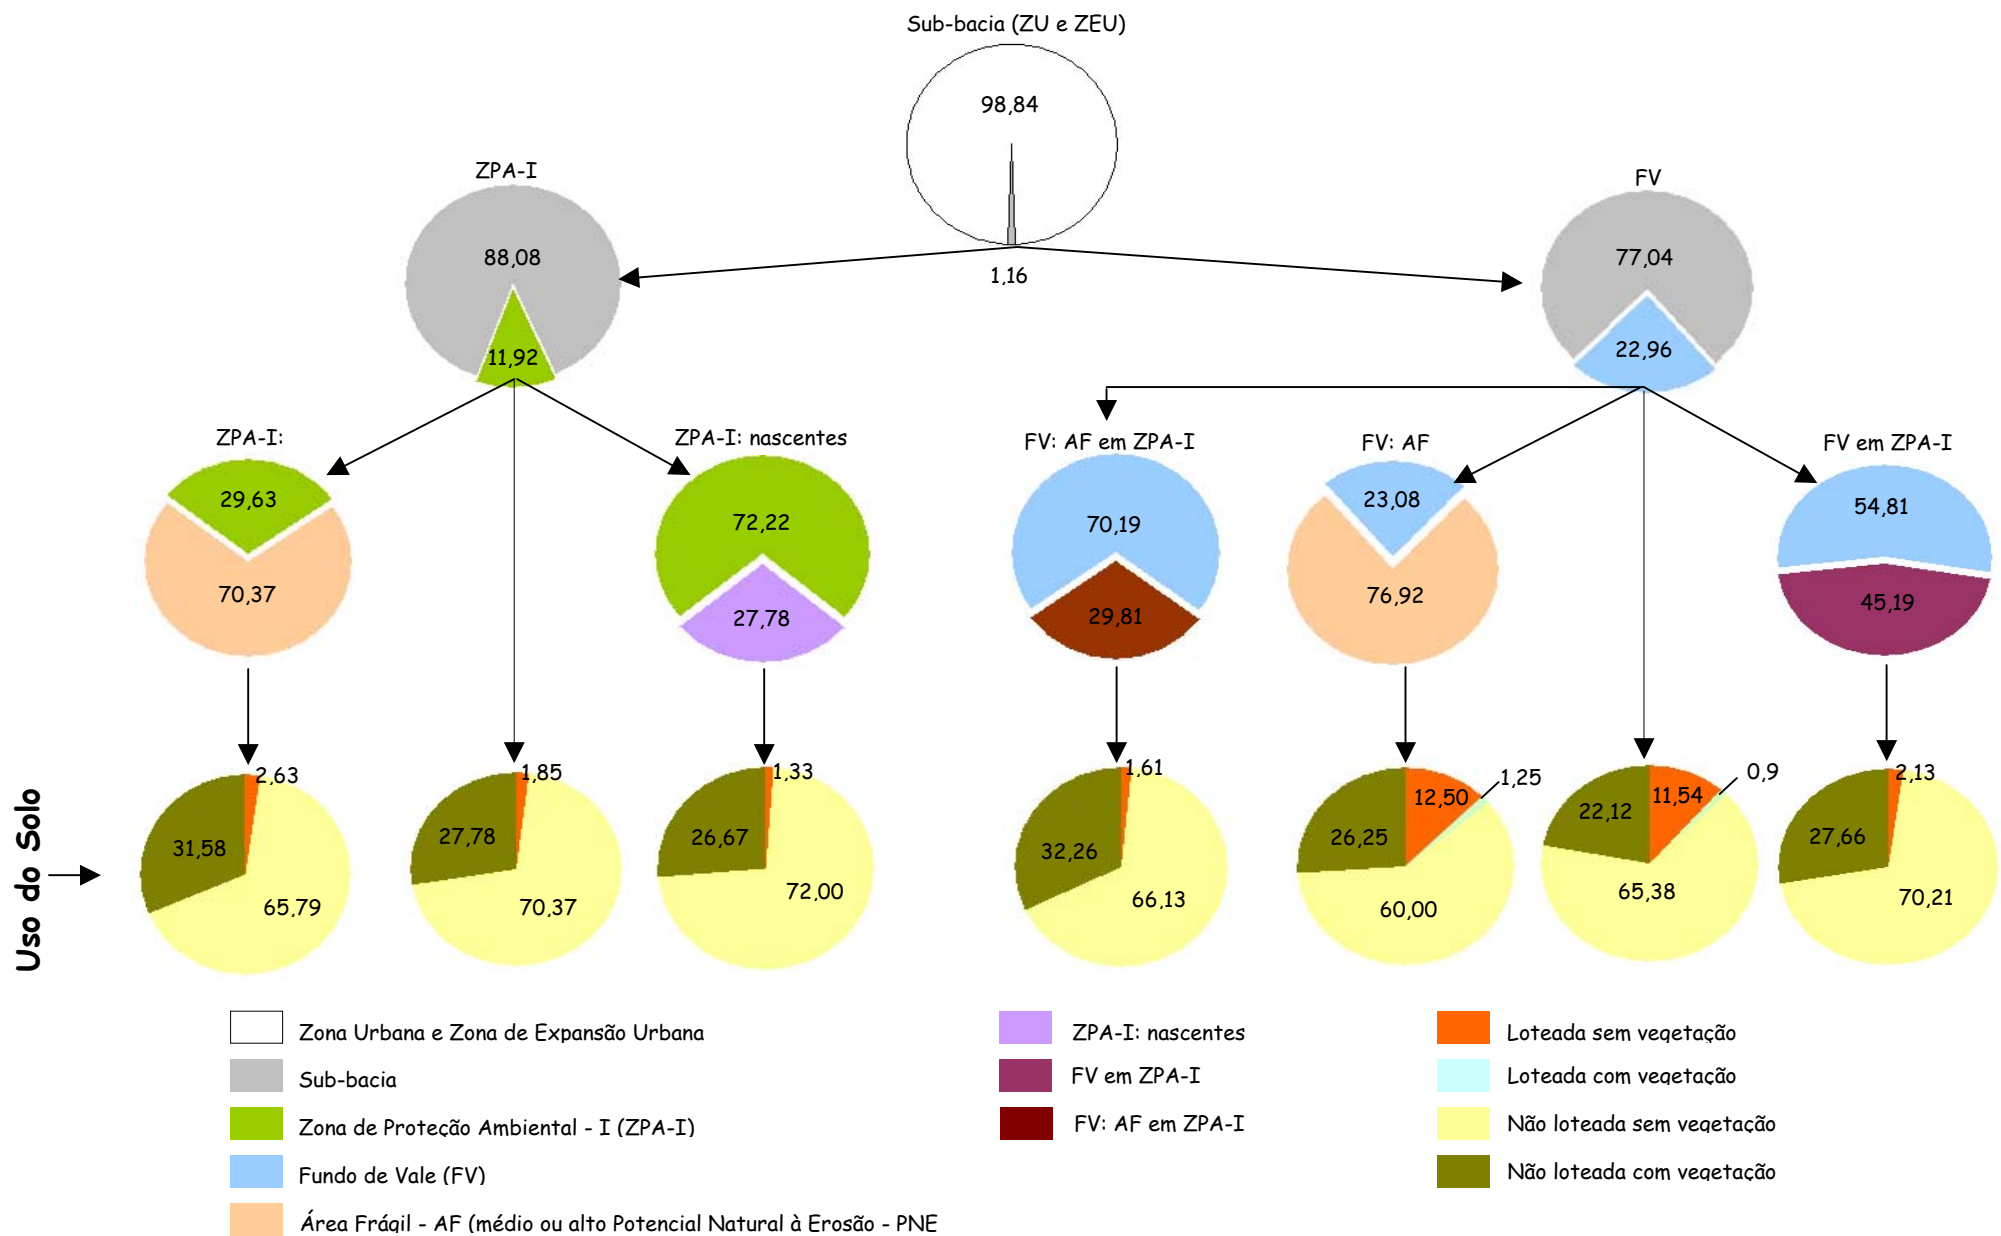 Sub-bacia (ZU e ZEU)
98,84
1,16
ZPA-I
88,08
11,92
FV
77,04
22,96
ZPA-I:
29,63
70,37
ZPA-I: nascentes
72,22
27,78
FV: AF em ZPA-I
70,19
29,81
FV: AF
23,08
76,92
FV em ZPA-I
54,81
45,19
Uso do Solo
2,63
31,58
65,79
1,85
27,78
70,37
1,33
26,67
72,00
1,61
32,26
66,13
1,25
12,50
26,25
60,00
0,9
11,54
22,12
65,38
2,13
27,66
70,21
Zona Urbana e Zona de Expansão Urbana
Sub-bacia
Zona de Proteção Ambiental - I (ZPA-I)
Fundo de Vale (FV)
Área Frágil - AF (médio ou alto Potencial Natural à Erosão - PNE
ZPA-I: nascentes
FV em ZPA-I
FV: AF em ZPA-I
Loteada sem vegetação
Loteada com vegetação
Não loteada sem vegetação
Não loteada com vegetação